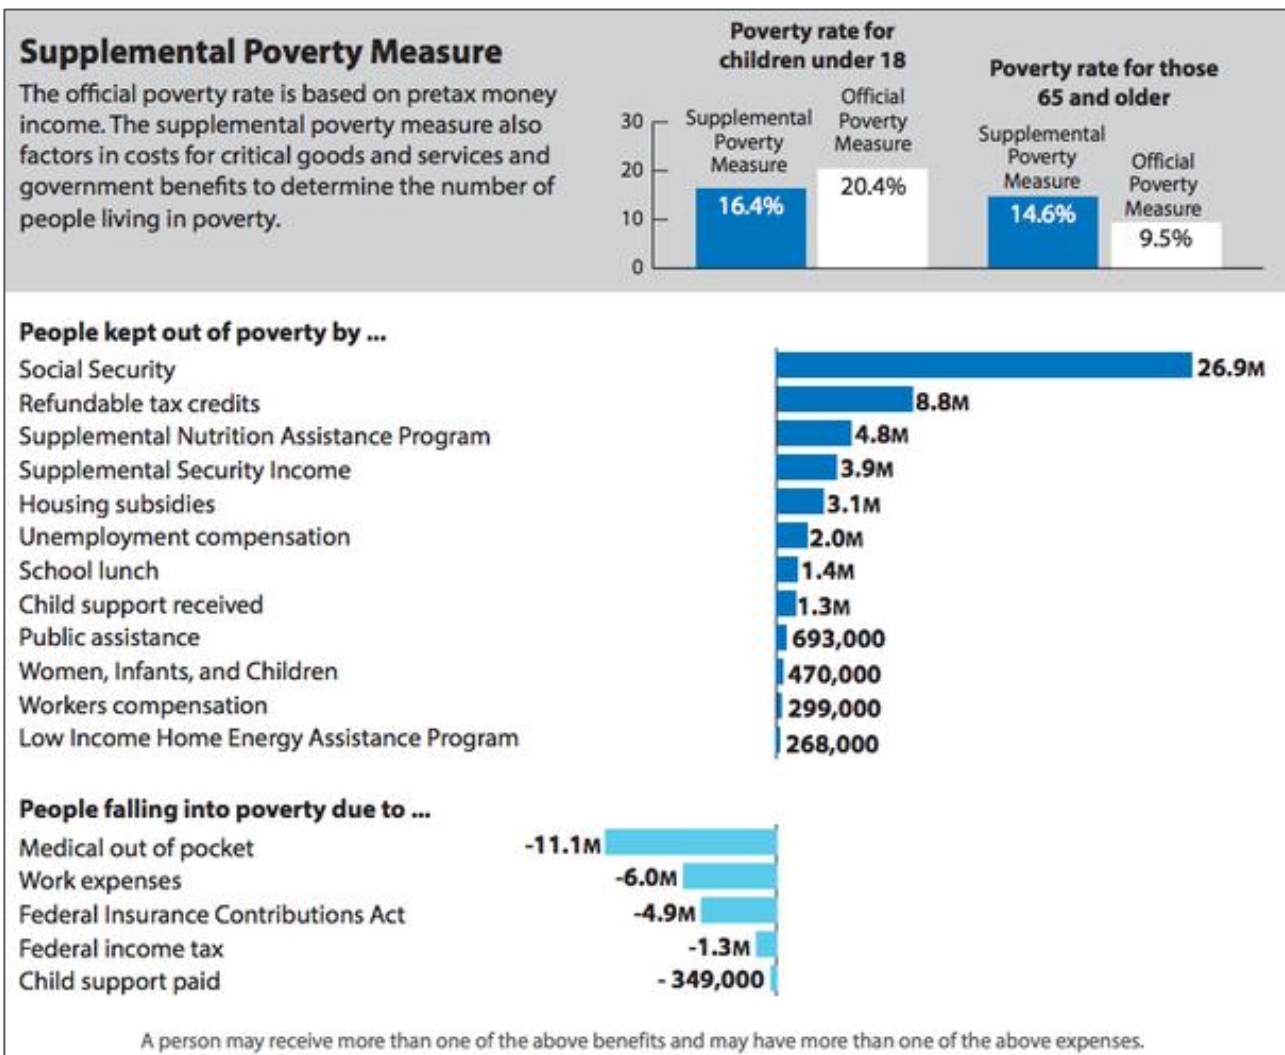 Supplemental Poverty Measure
The official poverty rate is based on pretax money
income. The supplemental poverty measure also
factors in costs for critical goods and services and
government benefits to determine the number of
people living in poverty.
Poverty rate for
children under 18
30
20
10
0
Supplemental
Poverty
Measure
16.4%
Official
Poverty
Measure
20.4%
Poverty rate for those
65 and older
Supplemental
Poverty
Measure
14.6%
Official
Poverty
Measure
9.5%
People kept out of poverty by ...
Social Security 26.9M
Refundable tax credits 8.8M
Supplemental Nutrition Assistance Program 4.8M
Supplemental Security Income 3.9M
Housing subsidies 3.1M
Unemployment compensation 2.0M
School lunch 1.4M
Child support received 1.3M
Public assistance 693,000
Women, Infants, and Children 470,000
Workers compensation 299,000
Low Income Home Energy Assistance Program 268,000
People falling into poverty due to ...
Medical out of pocket -11.1M
Work expenses -6.0M
Federal Insurance Contributions Act -4.9M
Federal income tax -1.3M
Child support paid - 349,000
A person may receive more than one of the above benefits and may have more than one of the above expenses.